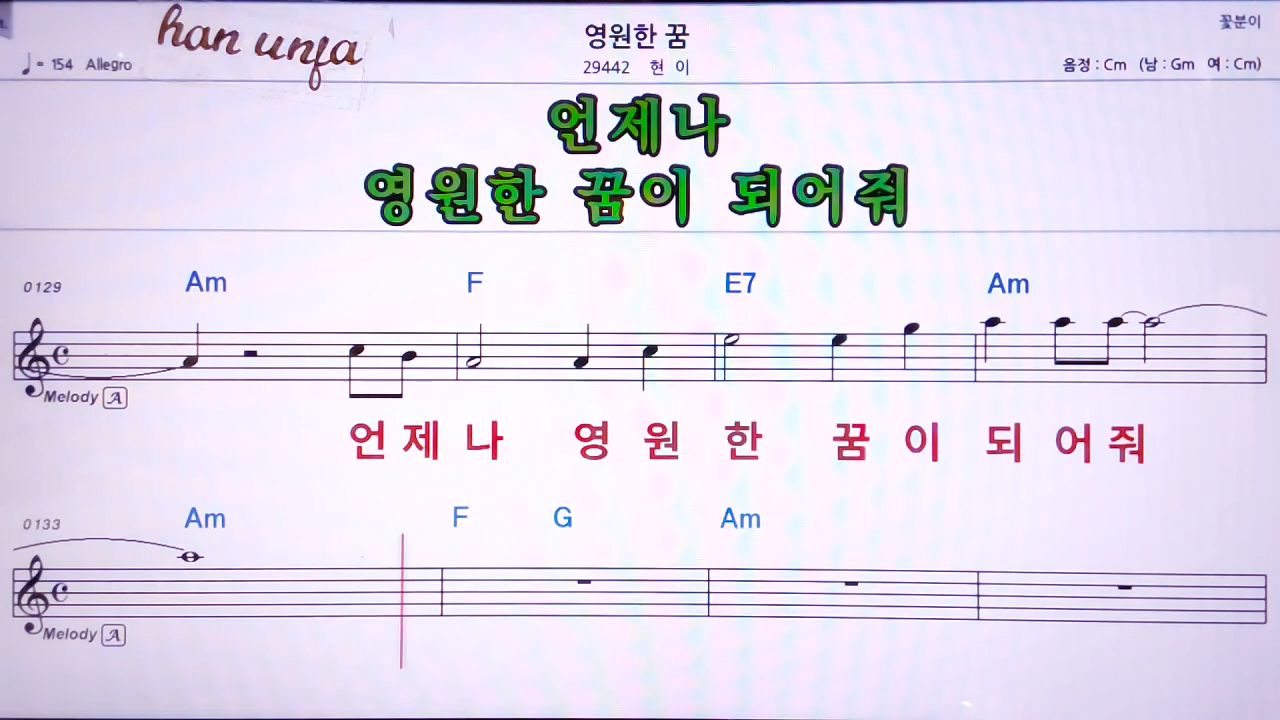 han unfa
영원한 꿈
꽃분이
♩= 154 Allegro
29442 현 이
음정 : Cm (남 : Gm 여 : Cm)
언제나
영원한 꿈이 되어줘
0129 Am F E7 Am
Melody A
언 제 나 영 원 한 꿈 이 되 어 줘
0133 Am F G Am
Melody A